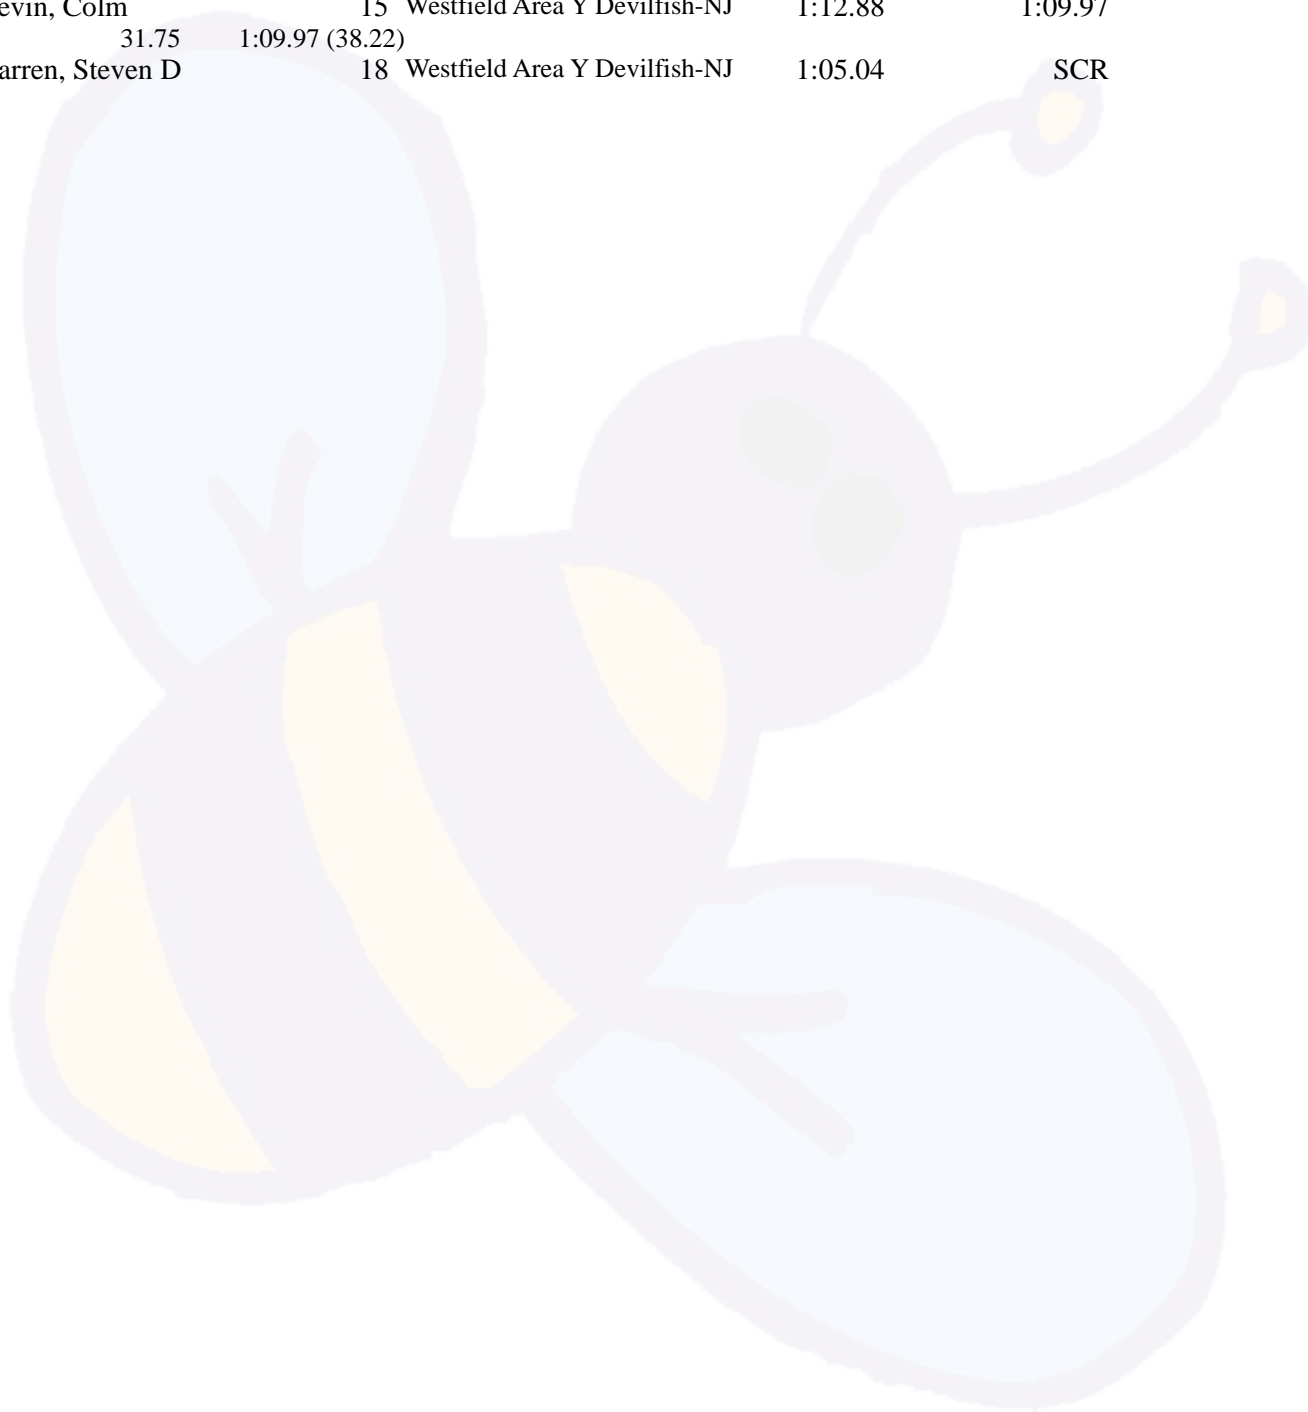 evin, Colm 15 Westfield Area Y Devilfish-NJ 1:12.88 1:09.97
31.75 1:09.97 (38.22)
arren, Steven D 18 Westfield Area Y Devilfish-NJ 1:05.04 SCR